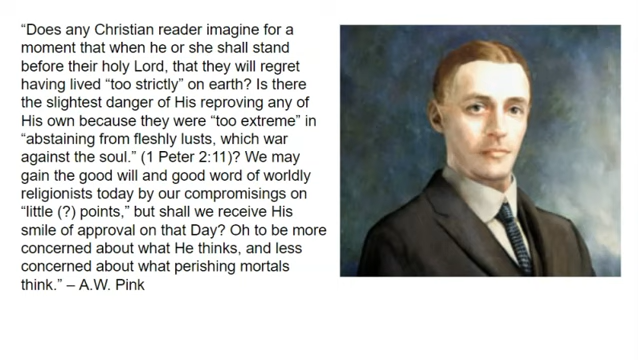 “Does any Christian reader imagine for a
moment that when he or she shall stand
before their holy Lord, that they will regret
having lived “too strictly” on earth? Is there
the slightest danger of His reproving any of
His own because they were “too extreme” in
“abstaining from fleshly lusts, which war
against the soul.” (1 Peter 2:11)? We may
gain the good will and good word of worldly
religionists today by our compromisings on
“little (?) points,” but shall we receive His
smile of approval on that Day? Oh to be more
concerned about what He thinks, and less
concerned about what perishing mortals
think.” – A.W. Pink